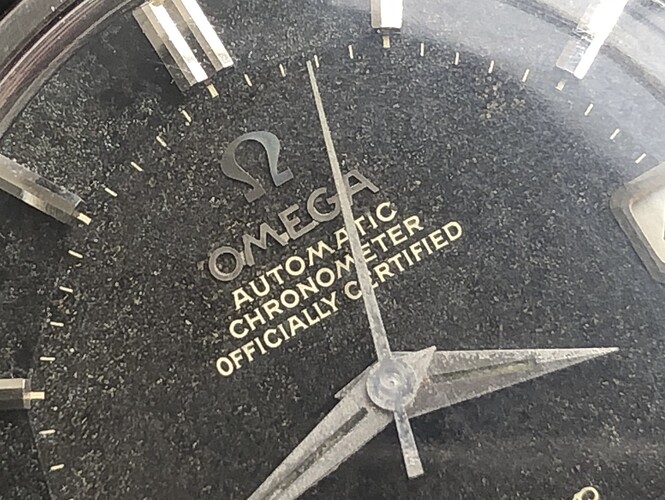 Ω
OMEGA
AUTOMATIC
CHRONOMETER
OFFICIALLY CERTIFIED